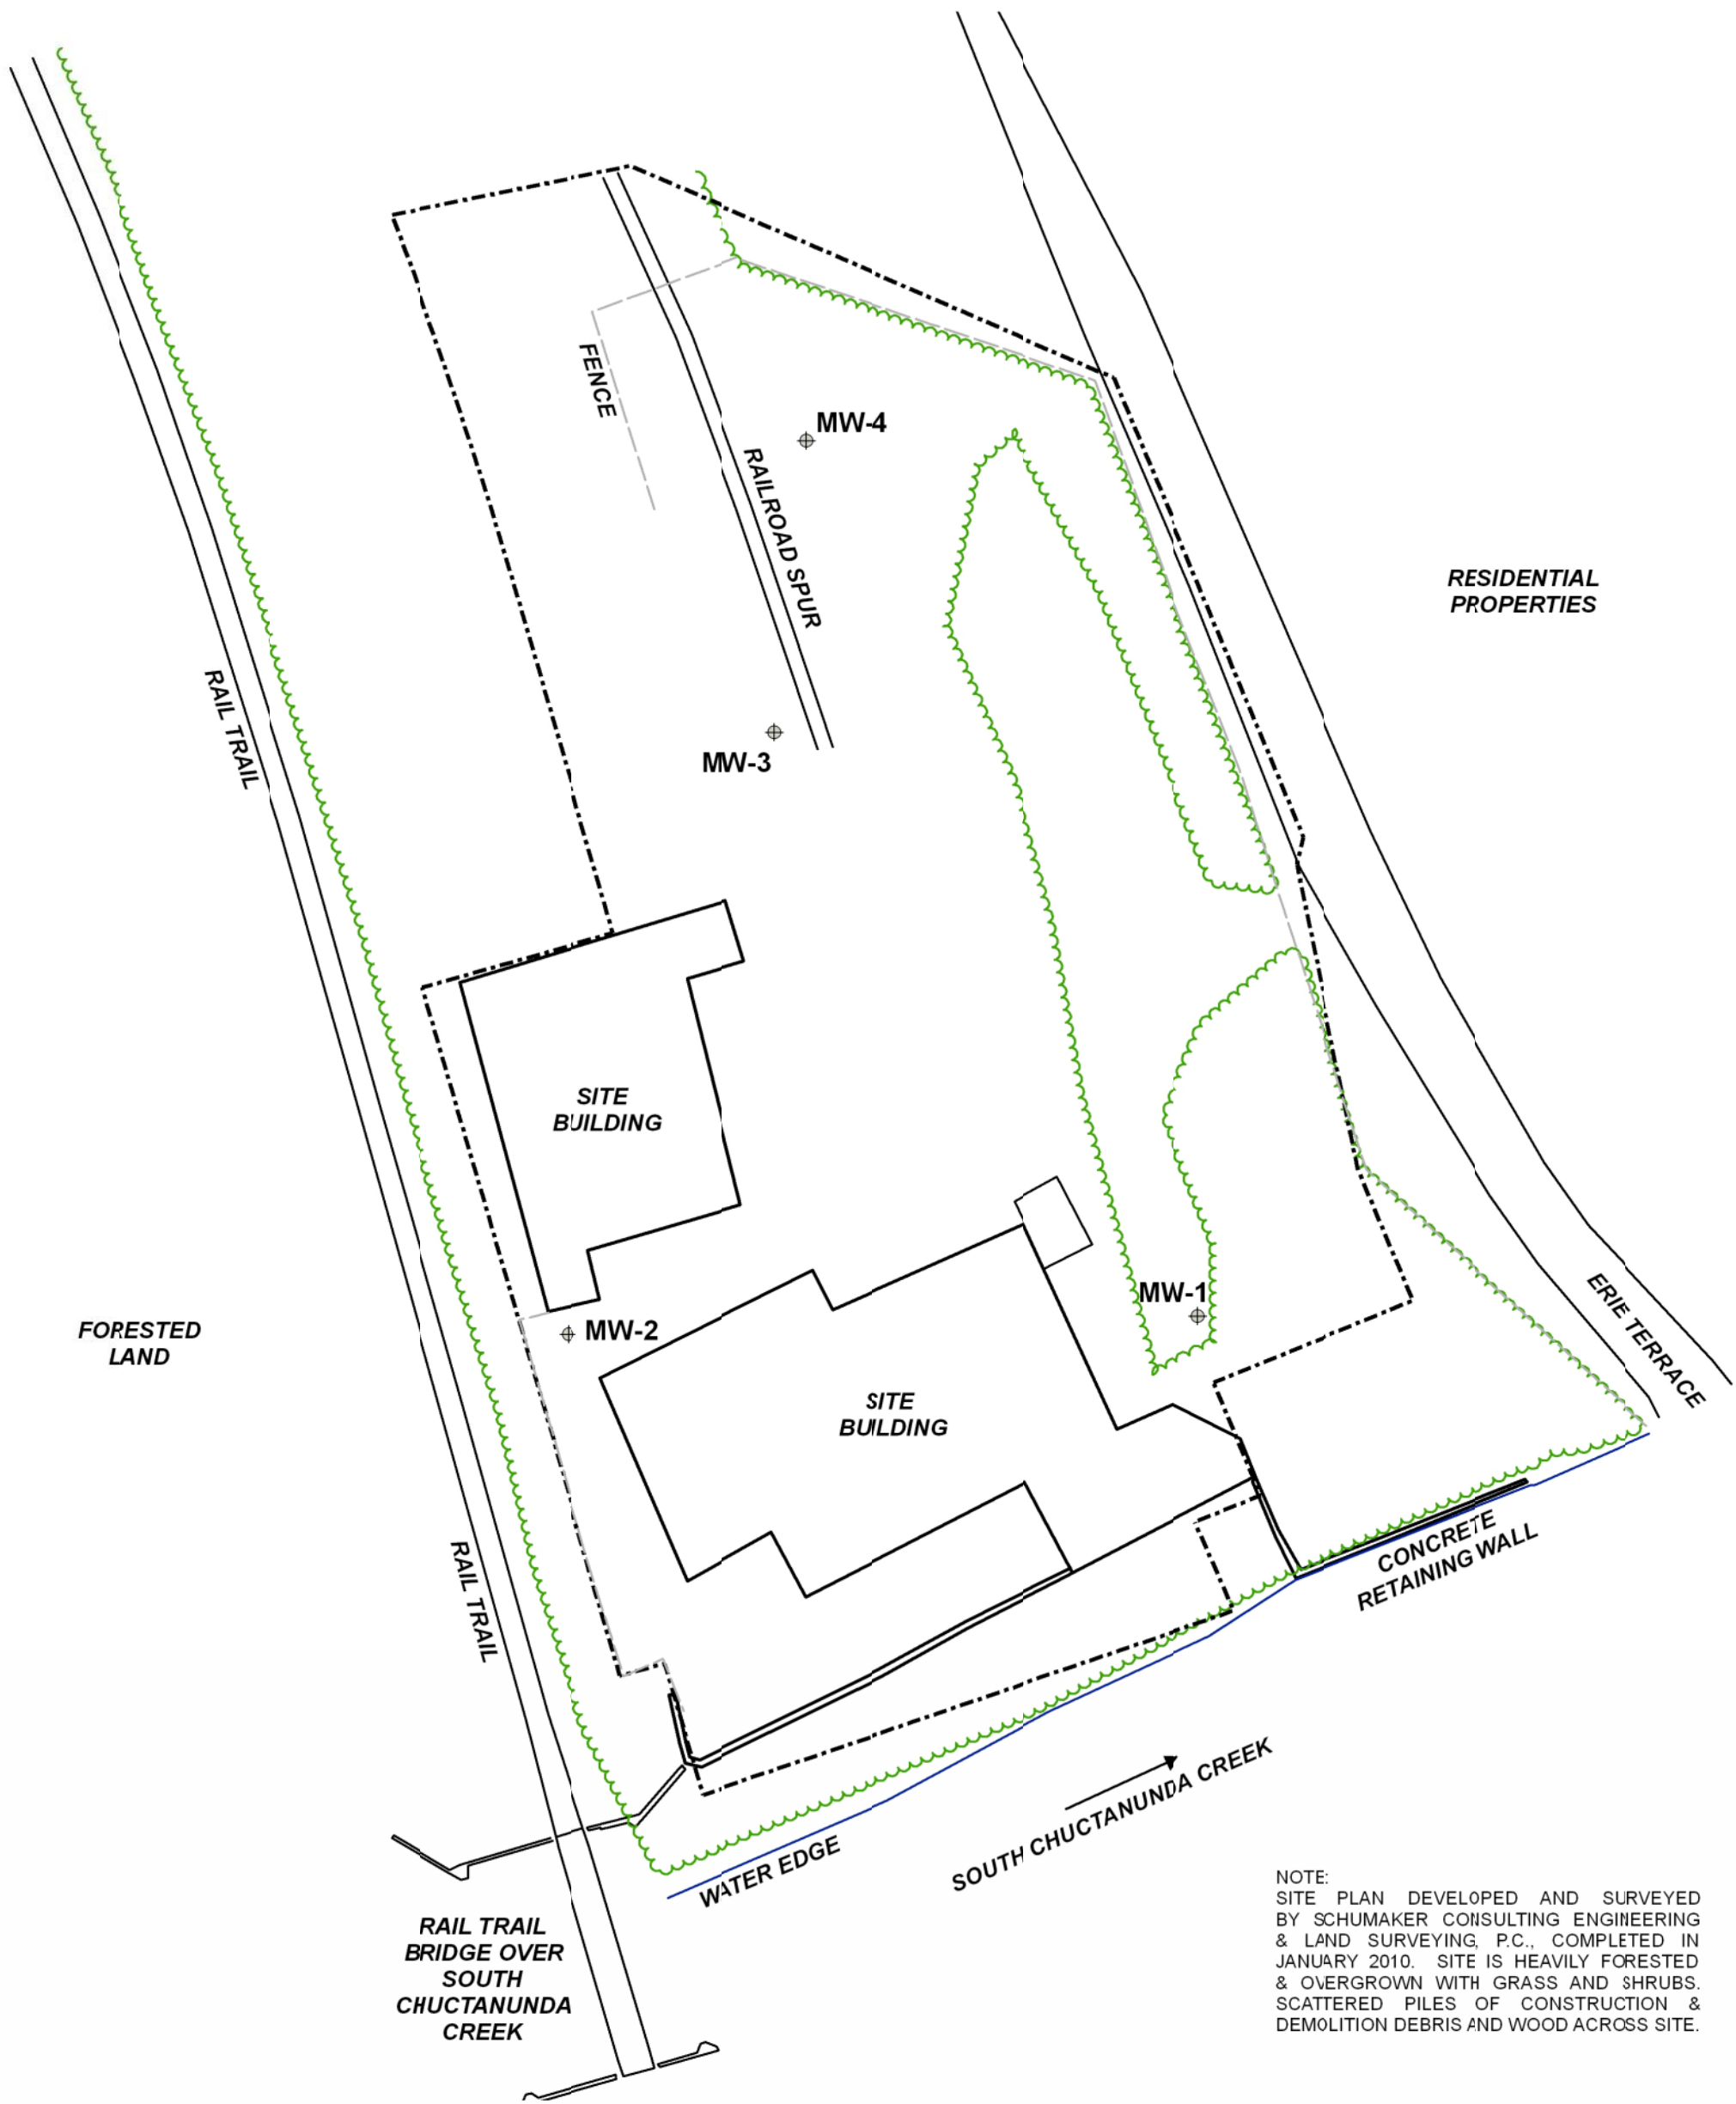 FENCE
MW-4
RAILROAD SPUR
RESIDENTIAL
PROPERTIES
RAIL TRAIL
MW-3
SITE
BUILDING
MW-1
FORESTED
LAND
MW-2
ERIE TERRACE
SITE
BUILDING
RAIL TRAIL
CONCRETE
RETAINING WALL
SOUTH CHUCTANUNDA CREEK
WATER EDGE
RAIL TRAIL
BRIDGE OVER
SOUTH
CHUCTANUNDA
CREEK
NOTE:
SITE PLAN DEVELOPED AND SURVEYED
BY SCHUMAKER CONSULTING ENGINEERING
& LAND SURVEYING, P.C., COMPLETED IN
JANUARY 2010. SITE IS HEAVILY FORESTED
& OVERGROWN WITH GRASS AND SHRUBS.
SCATTERED PILES OF CONSTRUCTION &
DEMOLITION DEBRIS AND WOOD ACROSS SITE.